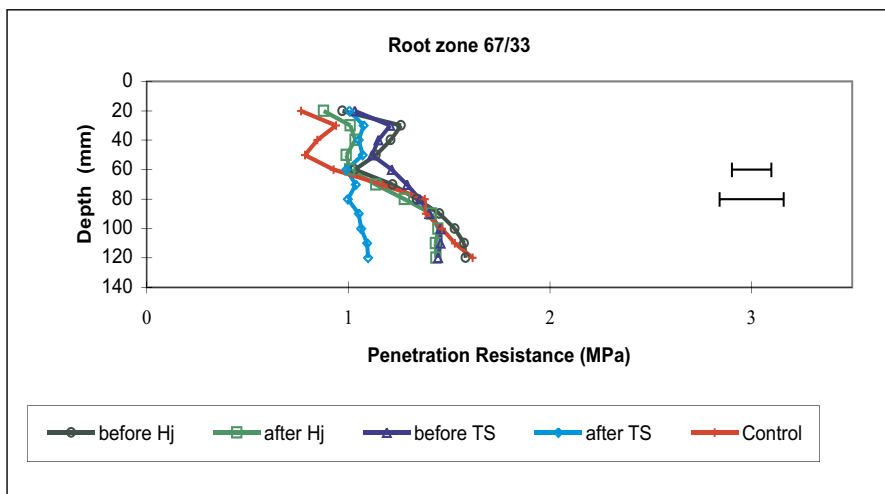 Root zone 67/33
0
20
40
60
80
100
120
140
Depth (mm)
0 1 2 3
Penetration Resistance (MPa)
before Hj after Hj before TS after TS Control